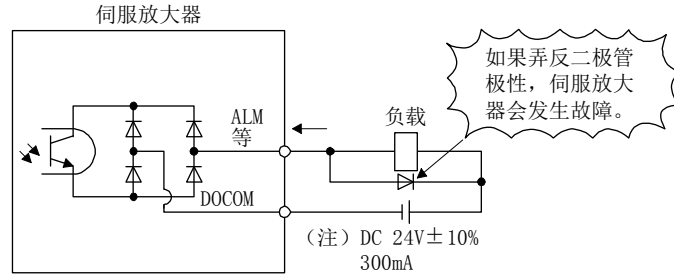 伺服放大器
如果弄反二极管
极性，伺服放大
器会发生故障。
ALM
等
负载
DOCOM
（注）DC 24V±10%
300mA